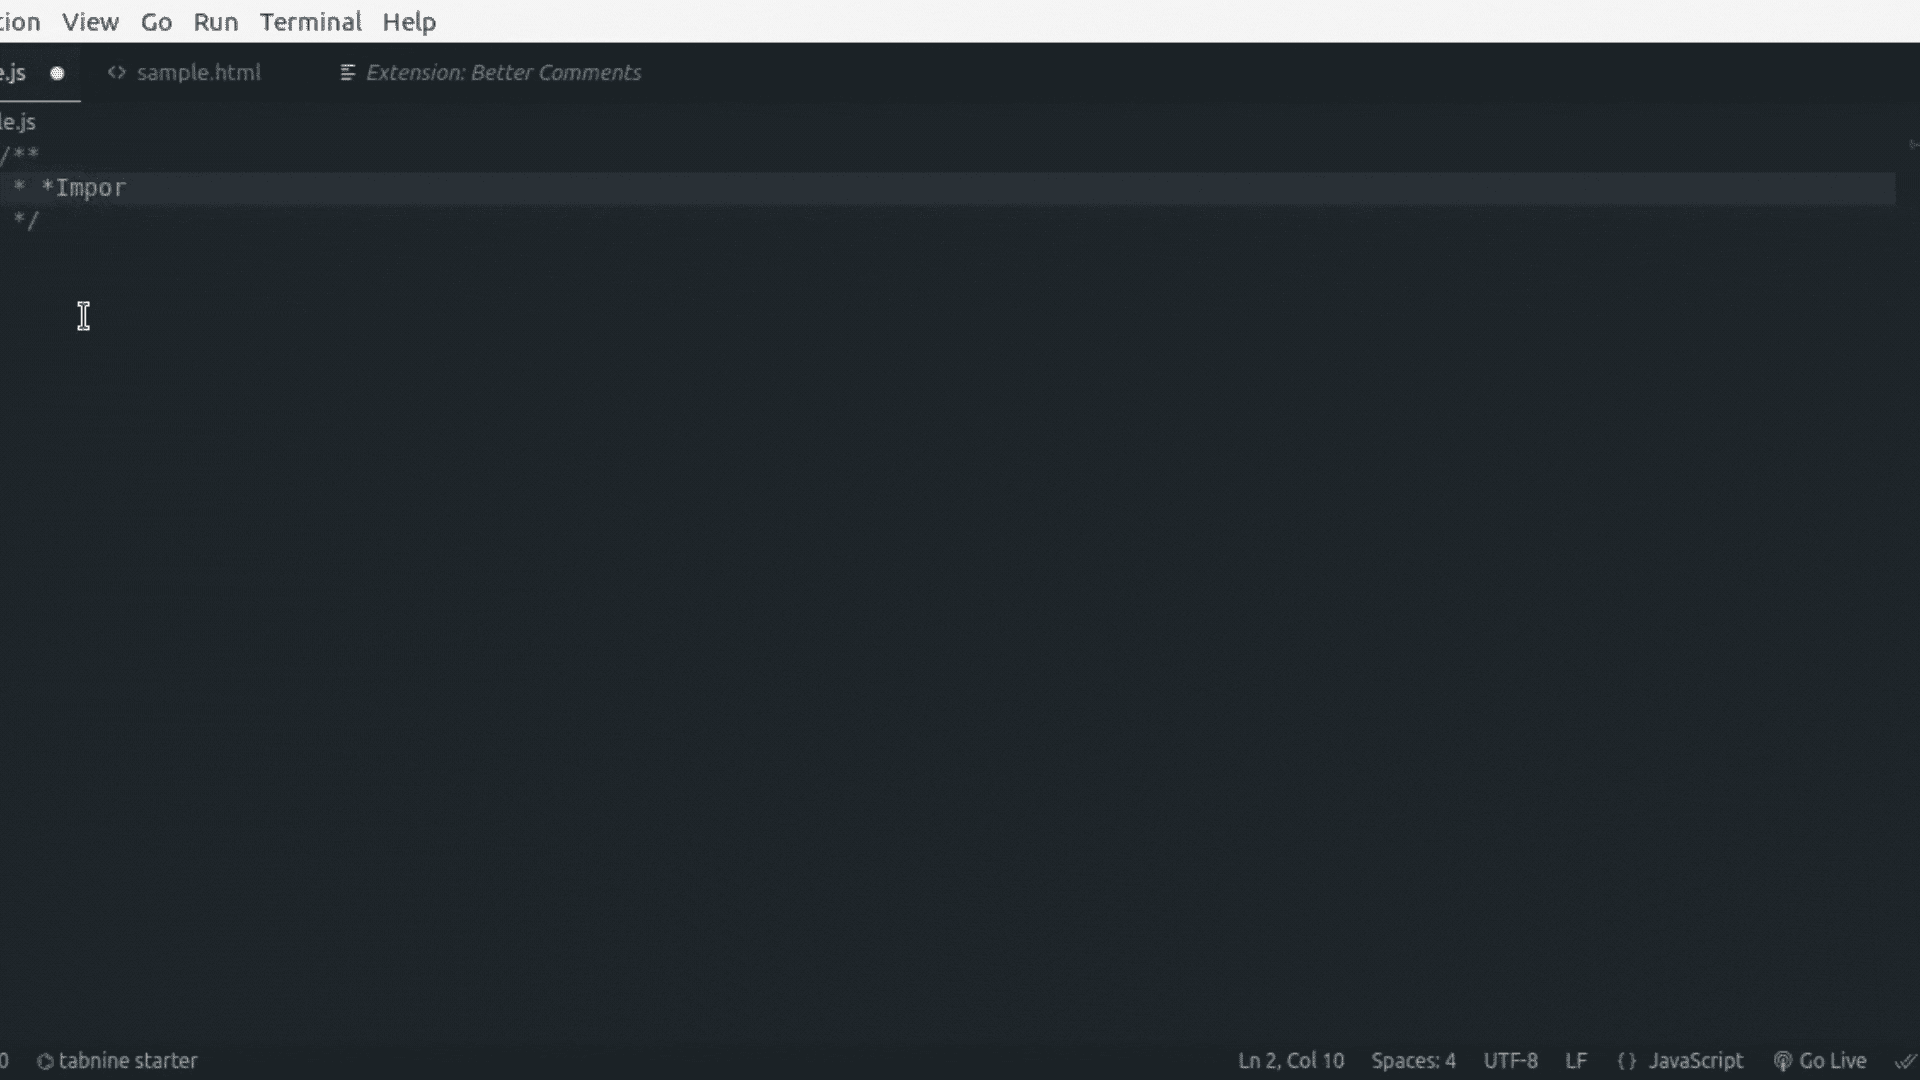 tion View Go Run Terminal Help
e.js sample.html Extension: Better Comments
le.js
/**
* *Impor
*/
0 tabnine starter Ln 2, Col 10 Spaces: 4 UTF-8 LF {} JavaScript Go Live